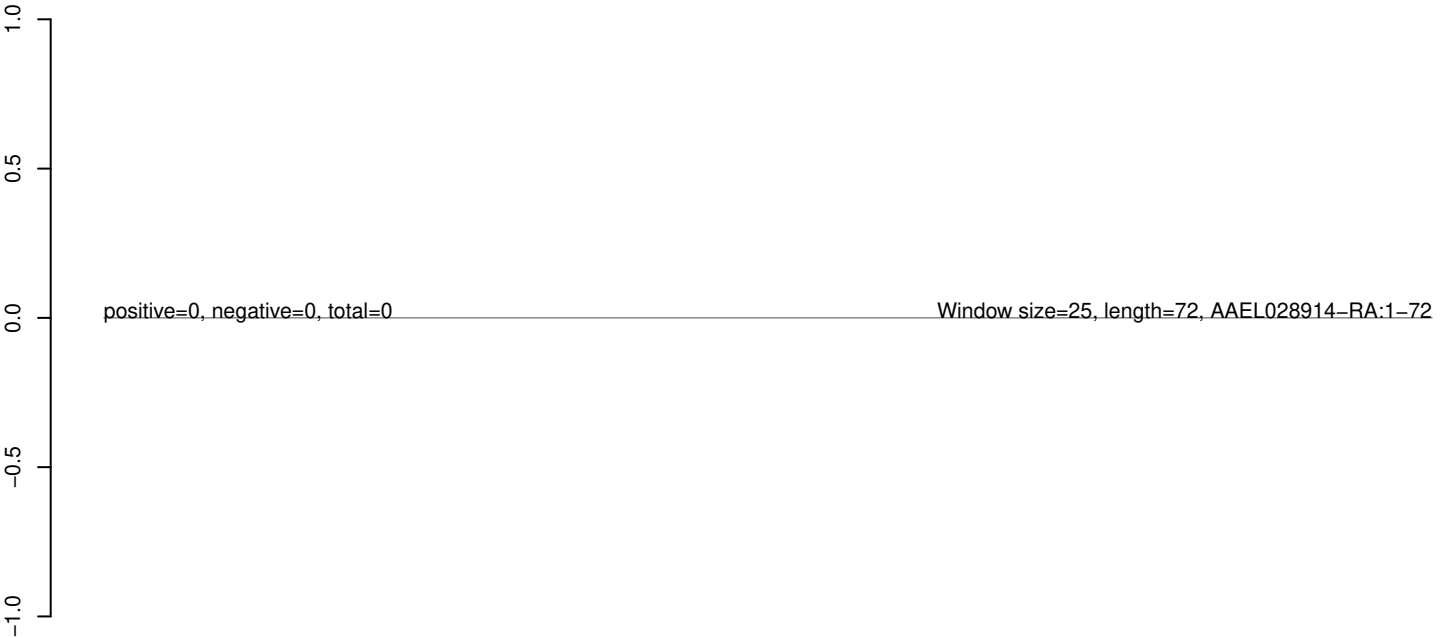 1.0
0.5
0.0
−0.5
−1.0
positive=0, negative=0, total=0
Window size=25, length=72, AAEL028914−RA:1−72